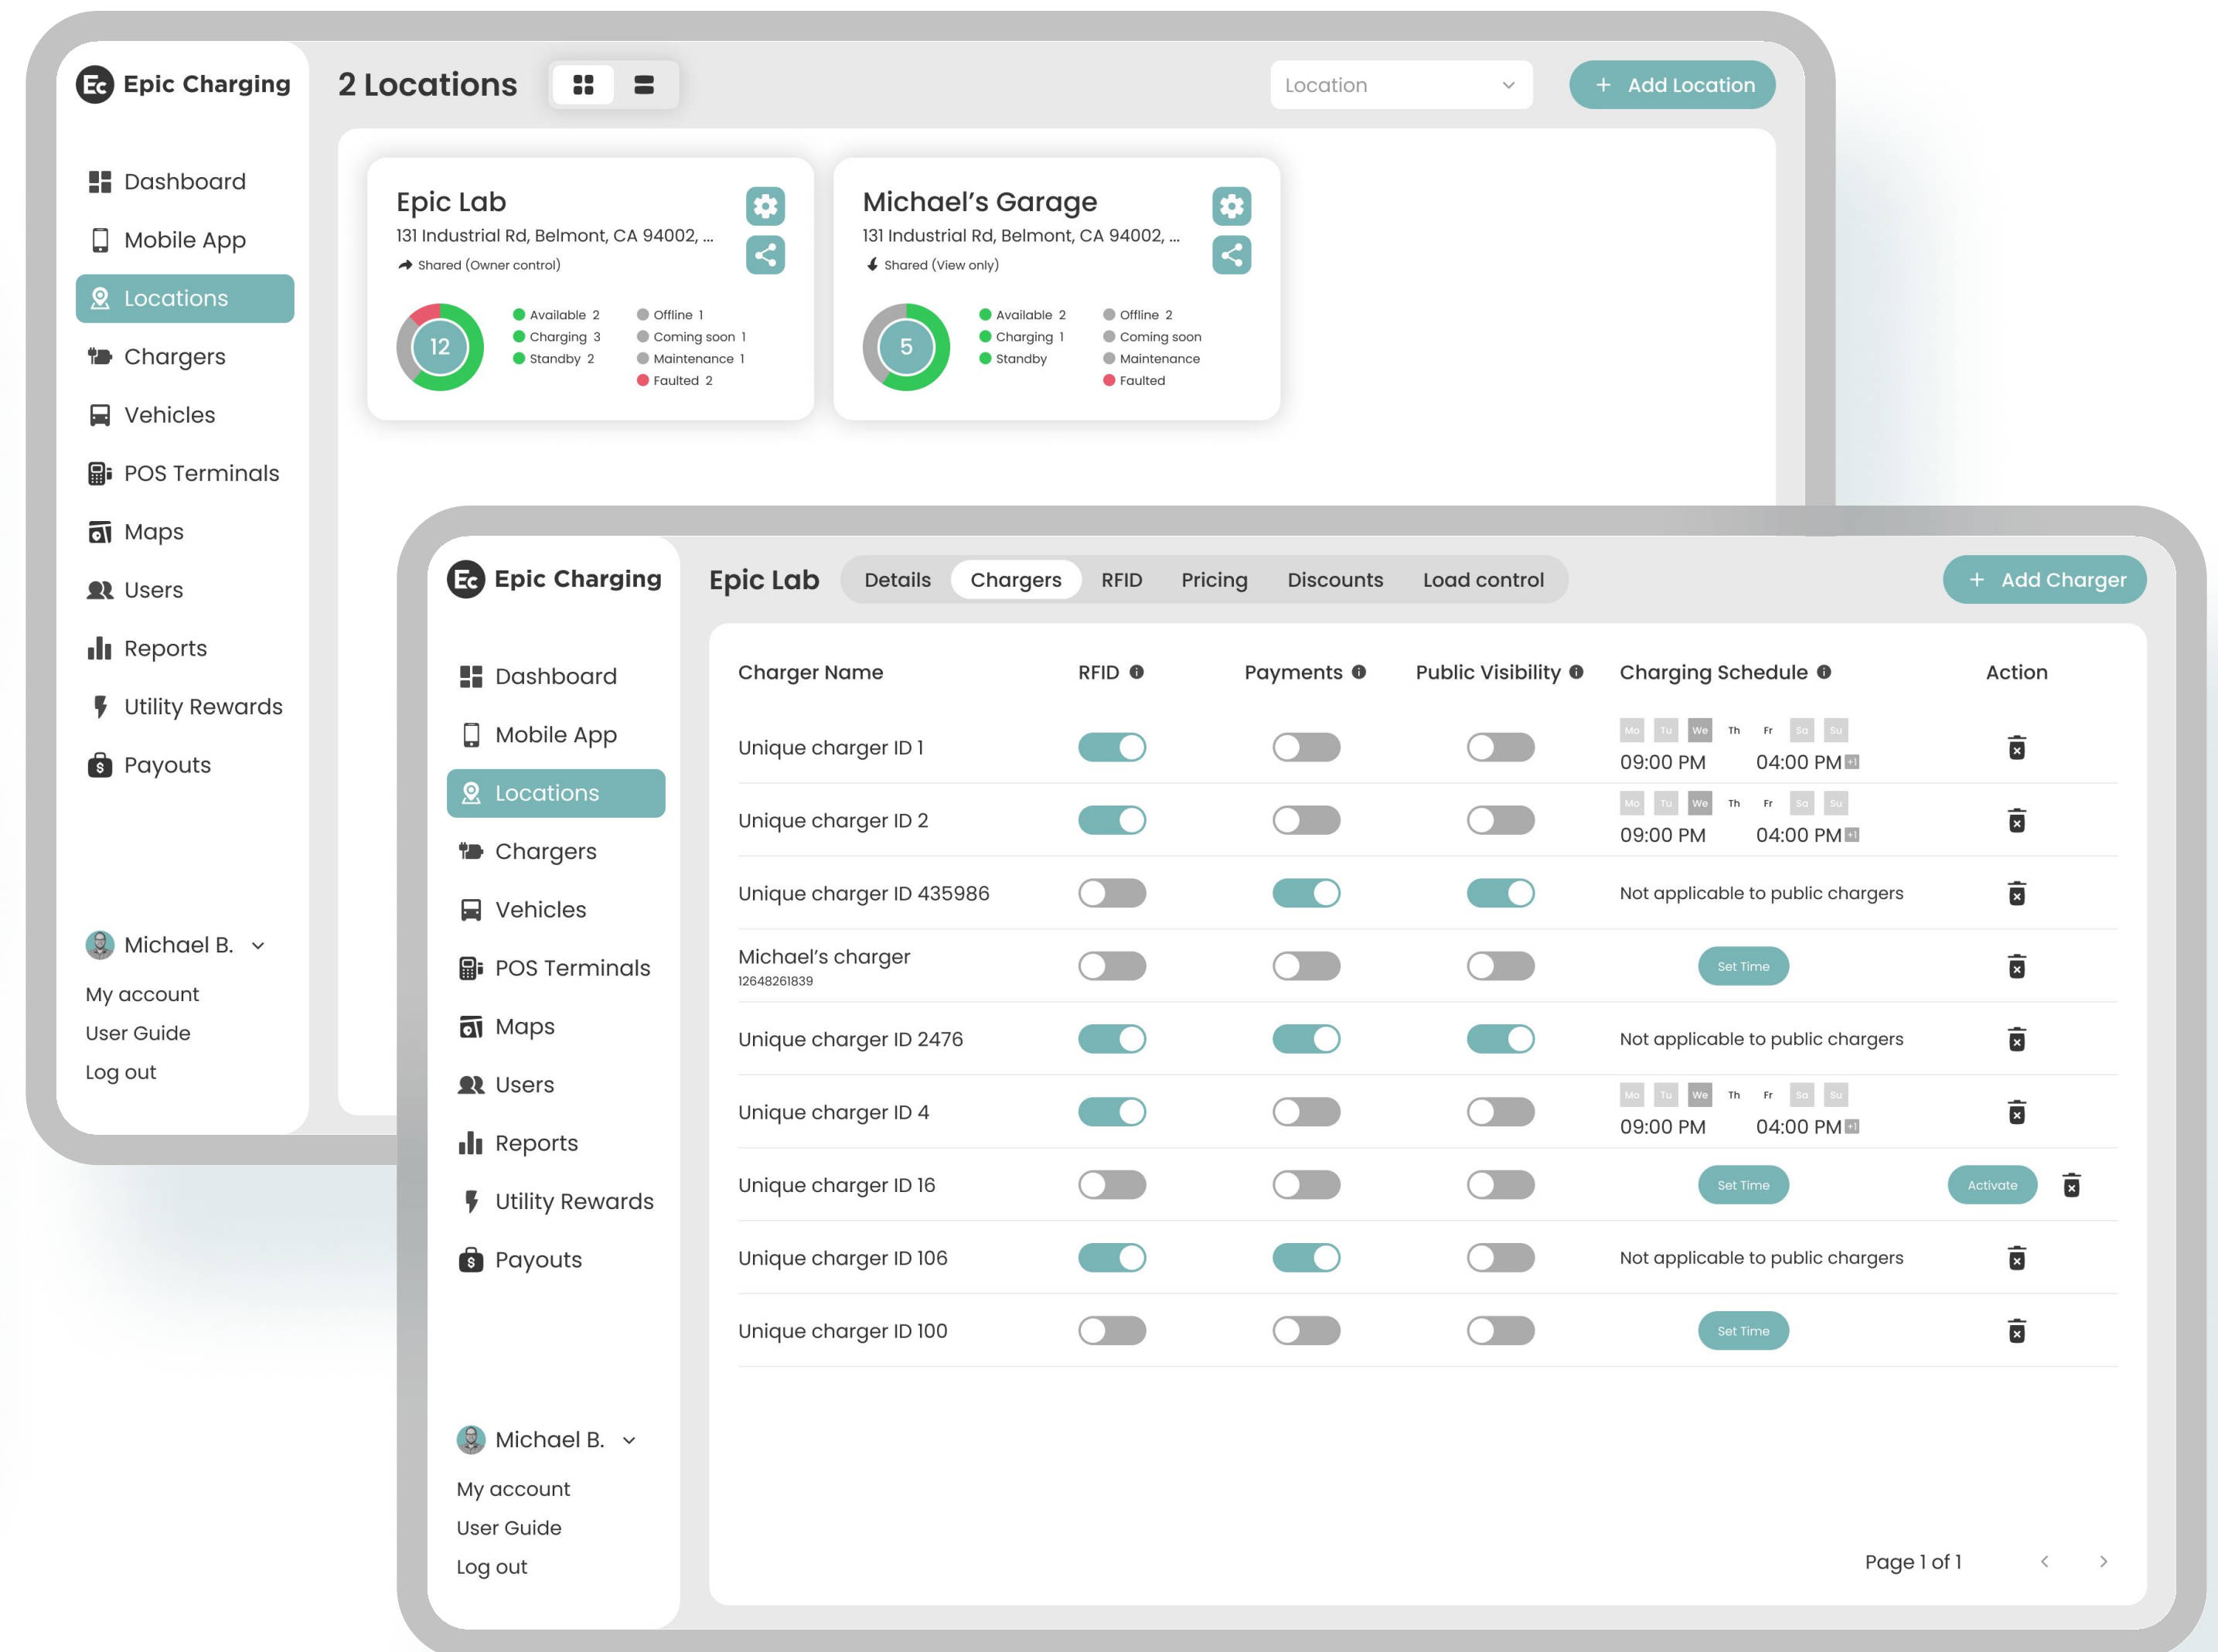 Ec Epic Charging
2 Locations
Location
+ Add Location
Dashboard
Mobile App
Locations
Chargers
Vehicles
POS Terminals
Maps
Users
Reports
Utility Rewards
Payouts
Michael B.
My account
User Guide
Log out
Epic Lab
131 Industrial Rd, Belmont, CA 94002, ...
Shared (Owner control)
12
Available 2
Charging 3
Standby 2
Offline 1
Coming soon 1
Maintenance 1
Faulted 2
Michael's Garage
131 Industrial Rd, Belmont, CA 94002, ...
Shared (View only)
5
Available 2
Charging 1
Standby
Offline 2
Coming soon
Maintenance
Faulted
Ec Epic Charging
Dashboard
Mobile App
Locations
Chargers
Vehicles
POS Terminals
Maps
Users
Reports
Utility Rewards
Payouts
Michael B.
My account
User Guide
Log out
Epic Lab Details Chargers RFID Pricing Discounts Load control
+ Add Charger
Charger Name RFID Payments Public Visibility Charging Schedule Action
Unique charger ID 1
Mo Tu We Th Fr Sa Su
09:00 PM 04:00 PM +1
Unique charger ID 2
Mo Tu We Th Fr Sa Su
09:00 PM 04:00 PM +1
Unique charger ID 435986 Not applicable to public chargers
Michael's charger
12648261839
Set Time
Unique charger ID 2476 Not applicable to public chargers
Unique charger ID 4
Mo Tu We Th Fr Sa Su
09:00 PM 04:00 PM +1
Unique charger ID 16 Set Time Activate
Unique charger ID 106 Not applicable to public chargers
Unique charger ID 100 Set Time
Page 1 of 1